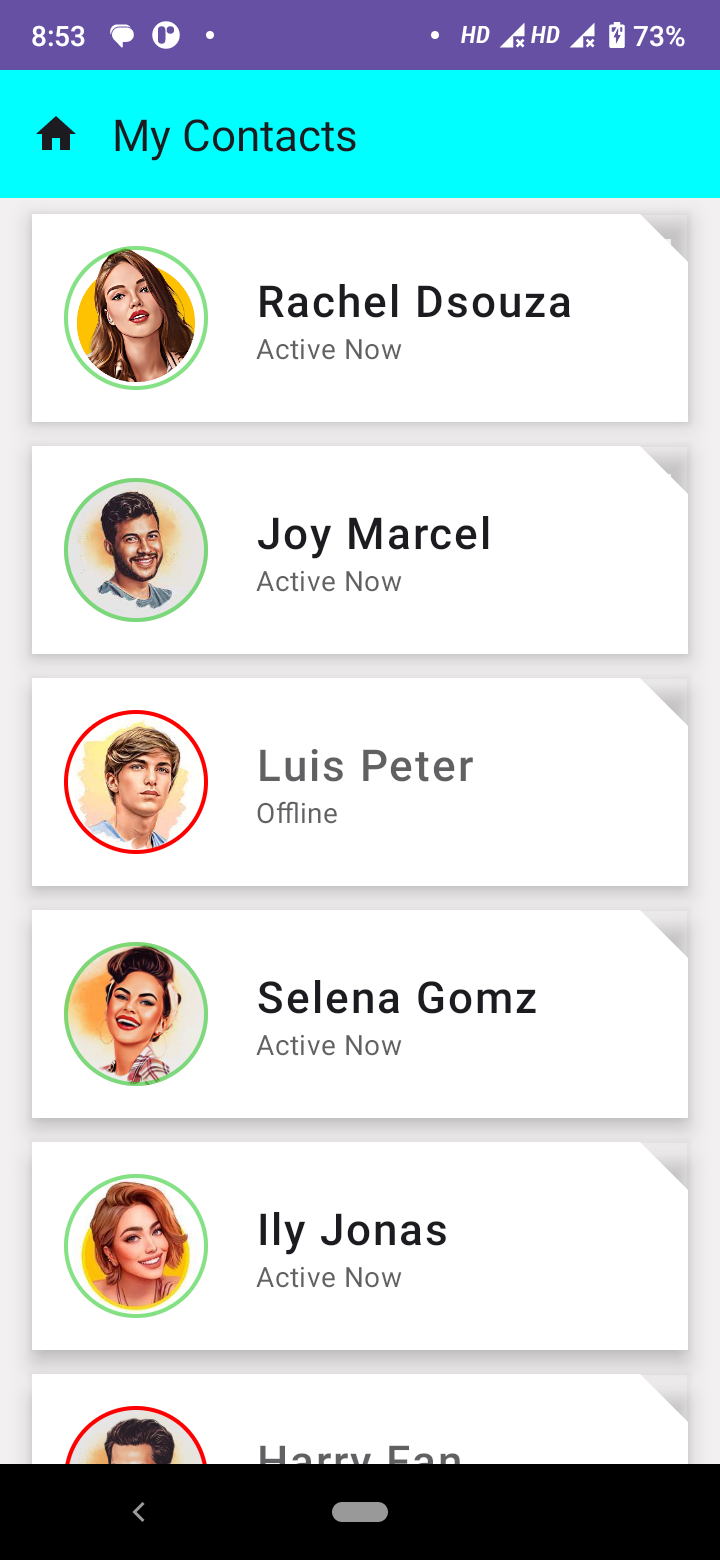 8:53 HD HD 73%
My Contacts
Rachel Dsouza
Active Now
Joy Marcel
Active Now
Luis Peter
Offline
Selena Gomz
Active Now
Ily Jonas
Active Now
Harry Fan